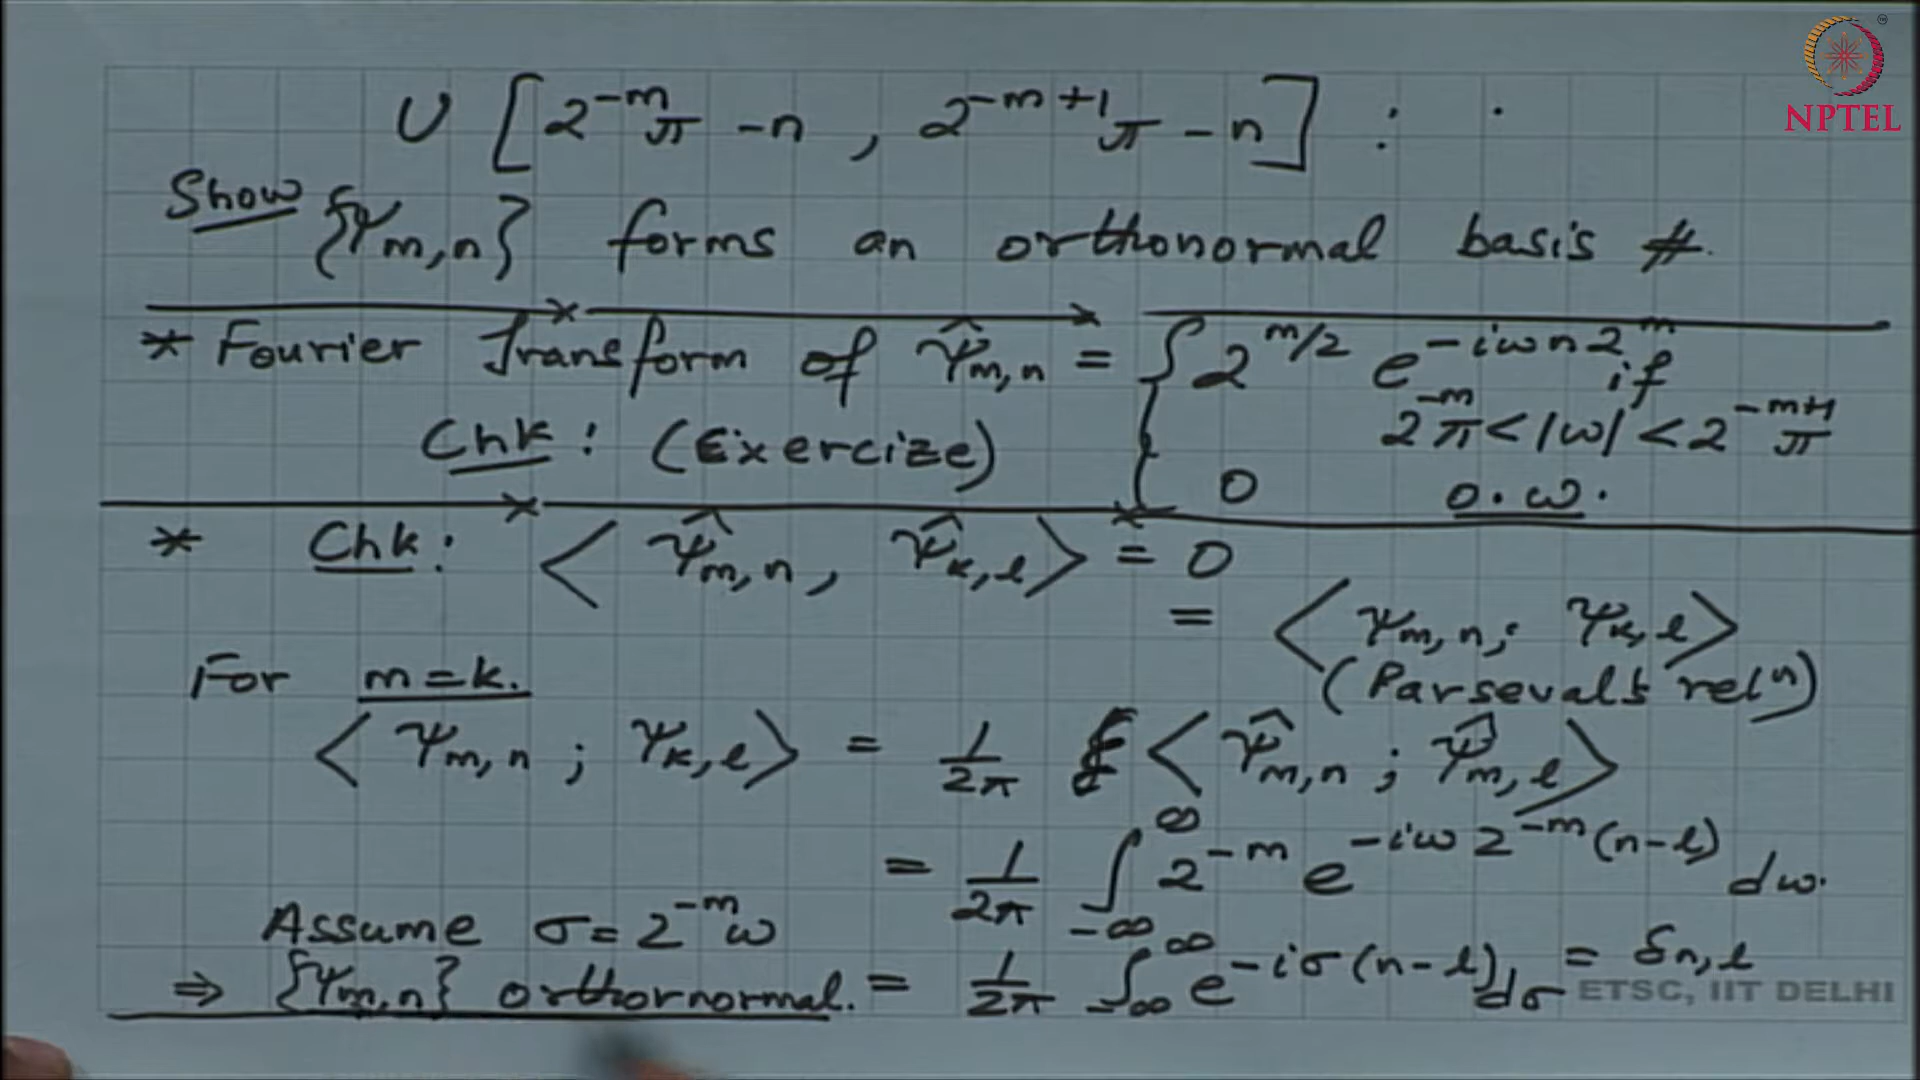 ∪ [2^{-m}π - n, 2^{-m+1}π - n] :
NPTEL
Show {ψ_{m,n}} forms an orthonormal basis #.
* Fourier Transform of ψ̂_{m,n} = { 2^{m/2} e^{-iωn2^m} if
2^{-m}π < |ω| < 2^{-m+1}π
Chk : (Exercize)
0 o.w.
* Chk : < ψ̂_{m,n}, ψ̂_{k,l} > = 0
= < ψ_{m,n}; ψ_{k,l} >
(Parseval's relⁿ)
For m = k.
< ψ_{m,n} ; ψ_{k,l} > = 1/2π < ψ̂_{m,n} ; ψ̂_{m,l} >
= 1/2π ∫_{-∞}^{∞} 2^{-m} e^{-iω2^{-m}(n-l)} dω.
Assume σ = 2^{-m}ω
⇒ {ψ_{m,n}} orthornormal. = 1/2π ∫_{-∞}^{∞} e^{-iσ(n-l)} dσ = δ_{n,l}
ETSC, IIT DELHI